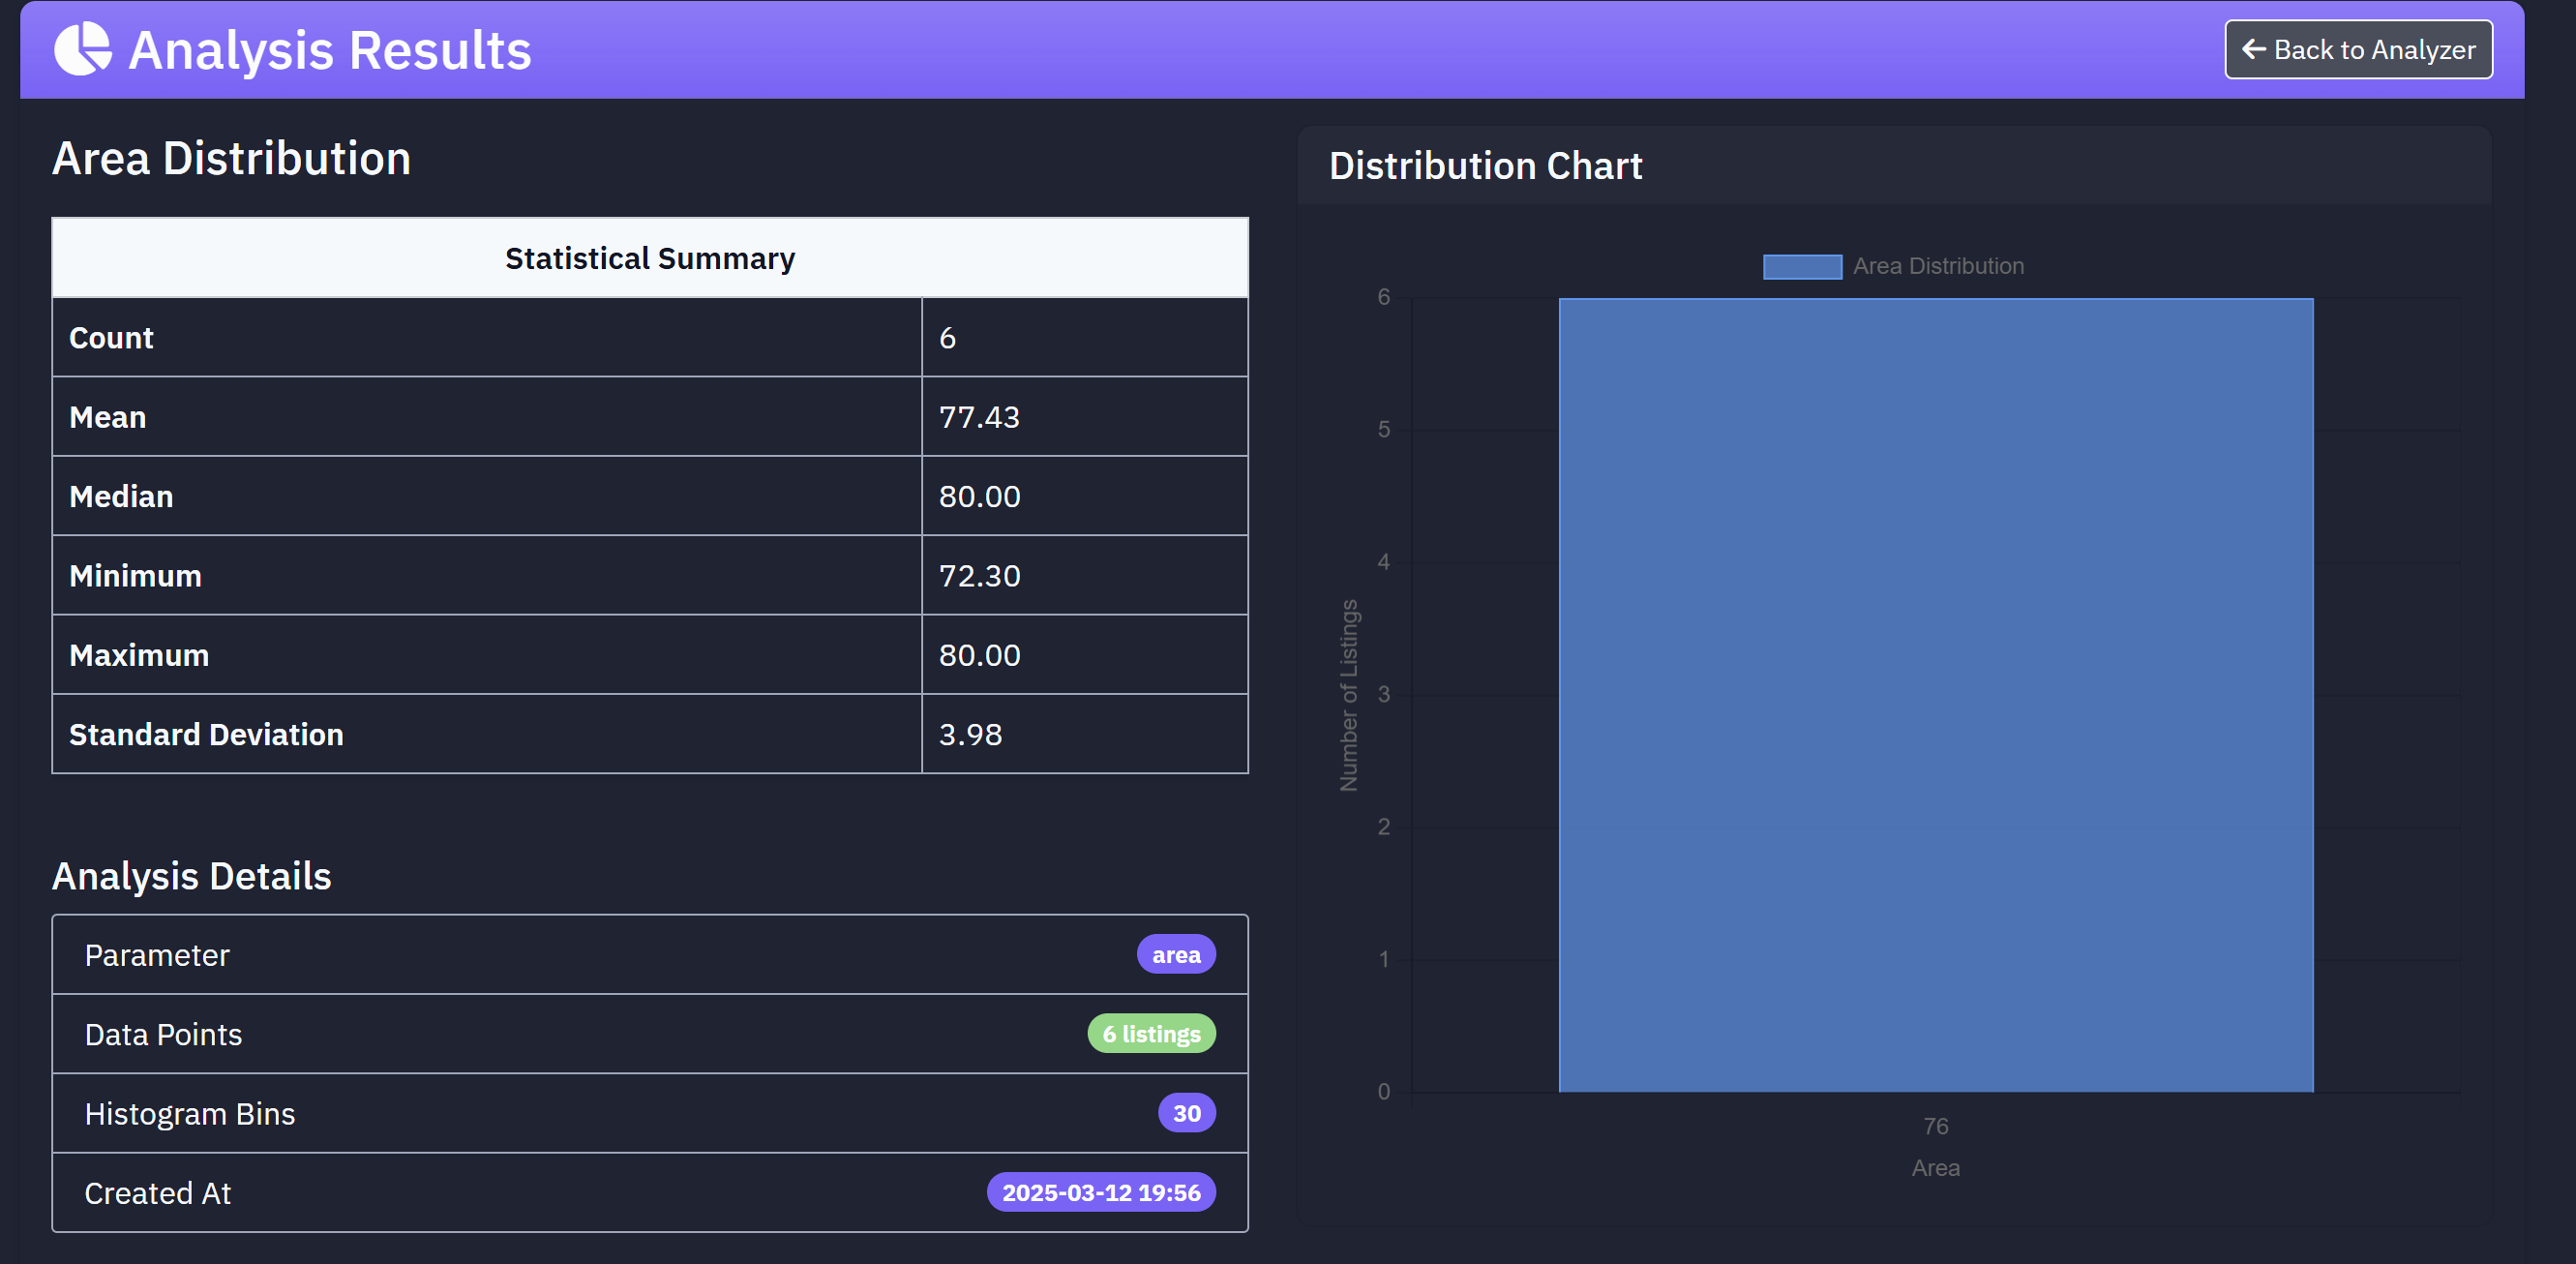 Analysis Results
Back to Analyzer
Area Distribution
Statistical Summary
Count 6
Mean 77.43
Median 80.00
Minimum 72.30
Maximum 80.00
Standard Deviation 3.98
Analysis Details
Parameter area
Data Points 6 listings
Histogram Bins 30
Created At 2025-03-12 19:56
Distribution Chart
Area Distribution
Number of Listings
6
5
4
3
2
1
0
76
Area